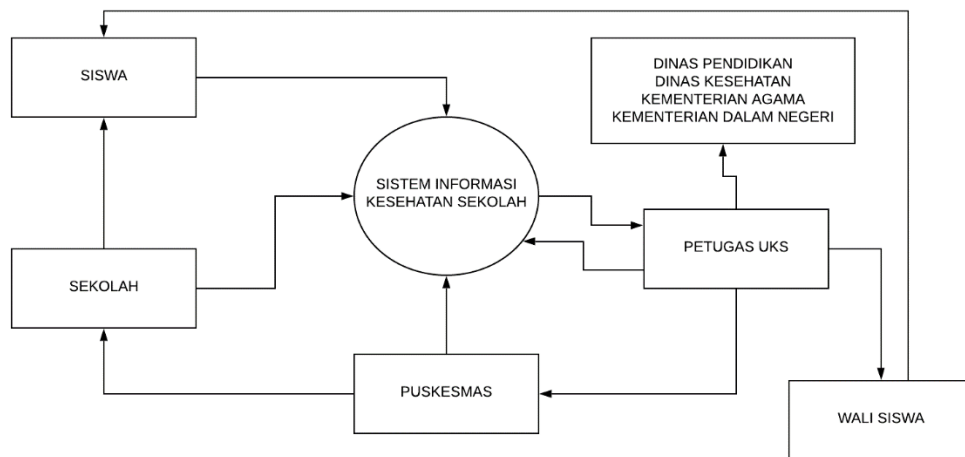 SISWA
DINAS PENDIDIKAN
DINAS KESEHATAN
KEMENTERIAN AGAMA
KEMENTERIAN DALAM NEGERI
SISTEM INFORMASI
KESEHATAN SEKOLAH
PETUGAS UKS
SEKOLAH
PUSKESMAS
WALI SISWA